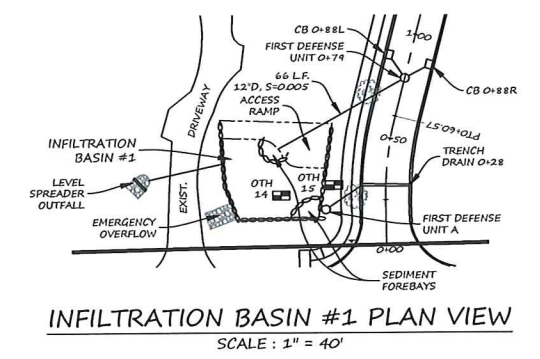 CB 0+88L
FIRST DEFENSE
UNIT 0+79
1+00
66 L.F.
12"D, S=0.005
ACCESS
RAMP
CB 0+88R
DRIVEWAY
EXIST.
PT0+60.57
0+50
INFILTRATION
BASIN #1
TRENCH
DRAIN 0+28
LEVEL
SPREADER
OUTFALL
OTH
14
OTH
15
EMERGENCY
OVERFLOW
FIRST DEFENSE
UNIT A
0+00
SEDIMENT
FOREBAYS
INFILTRATION BASIN #1 PLAN VIEW
SCALE : 1" = 40'